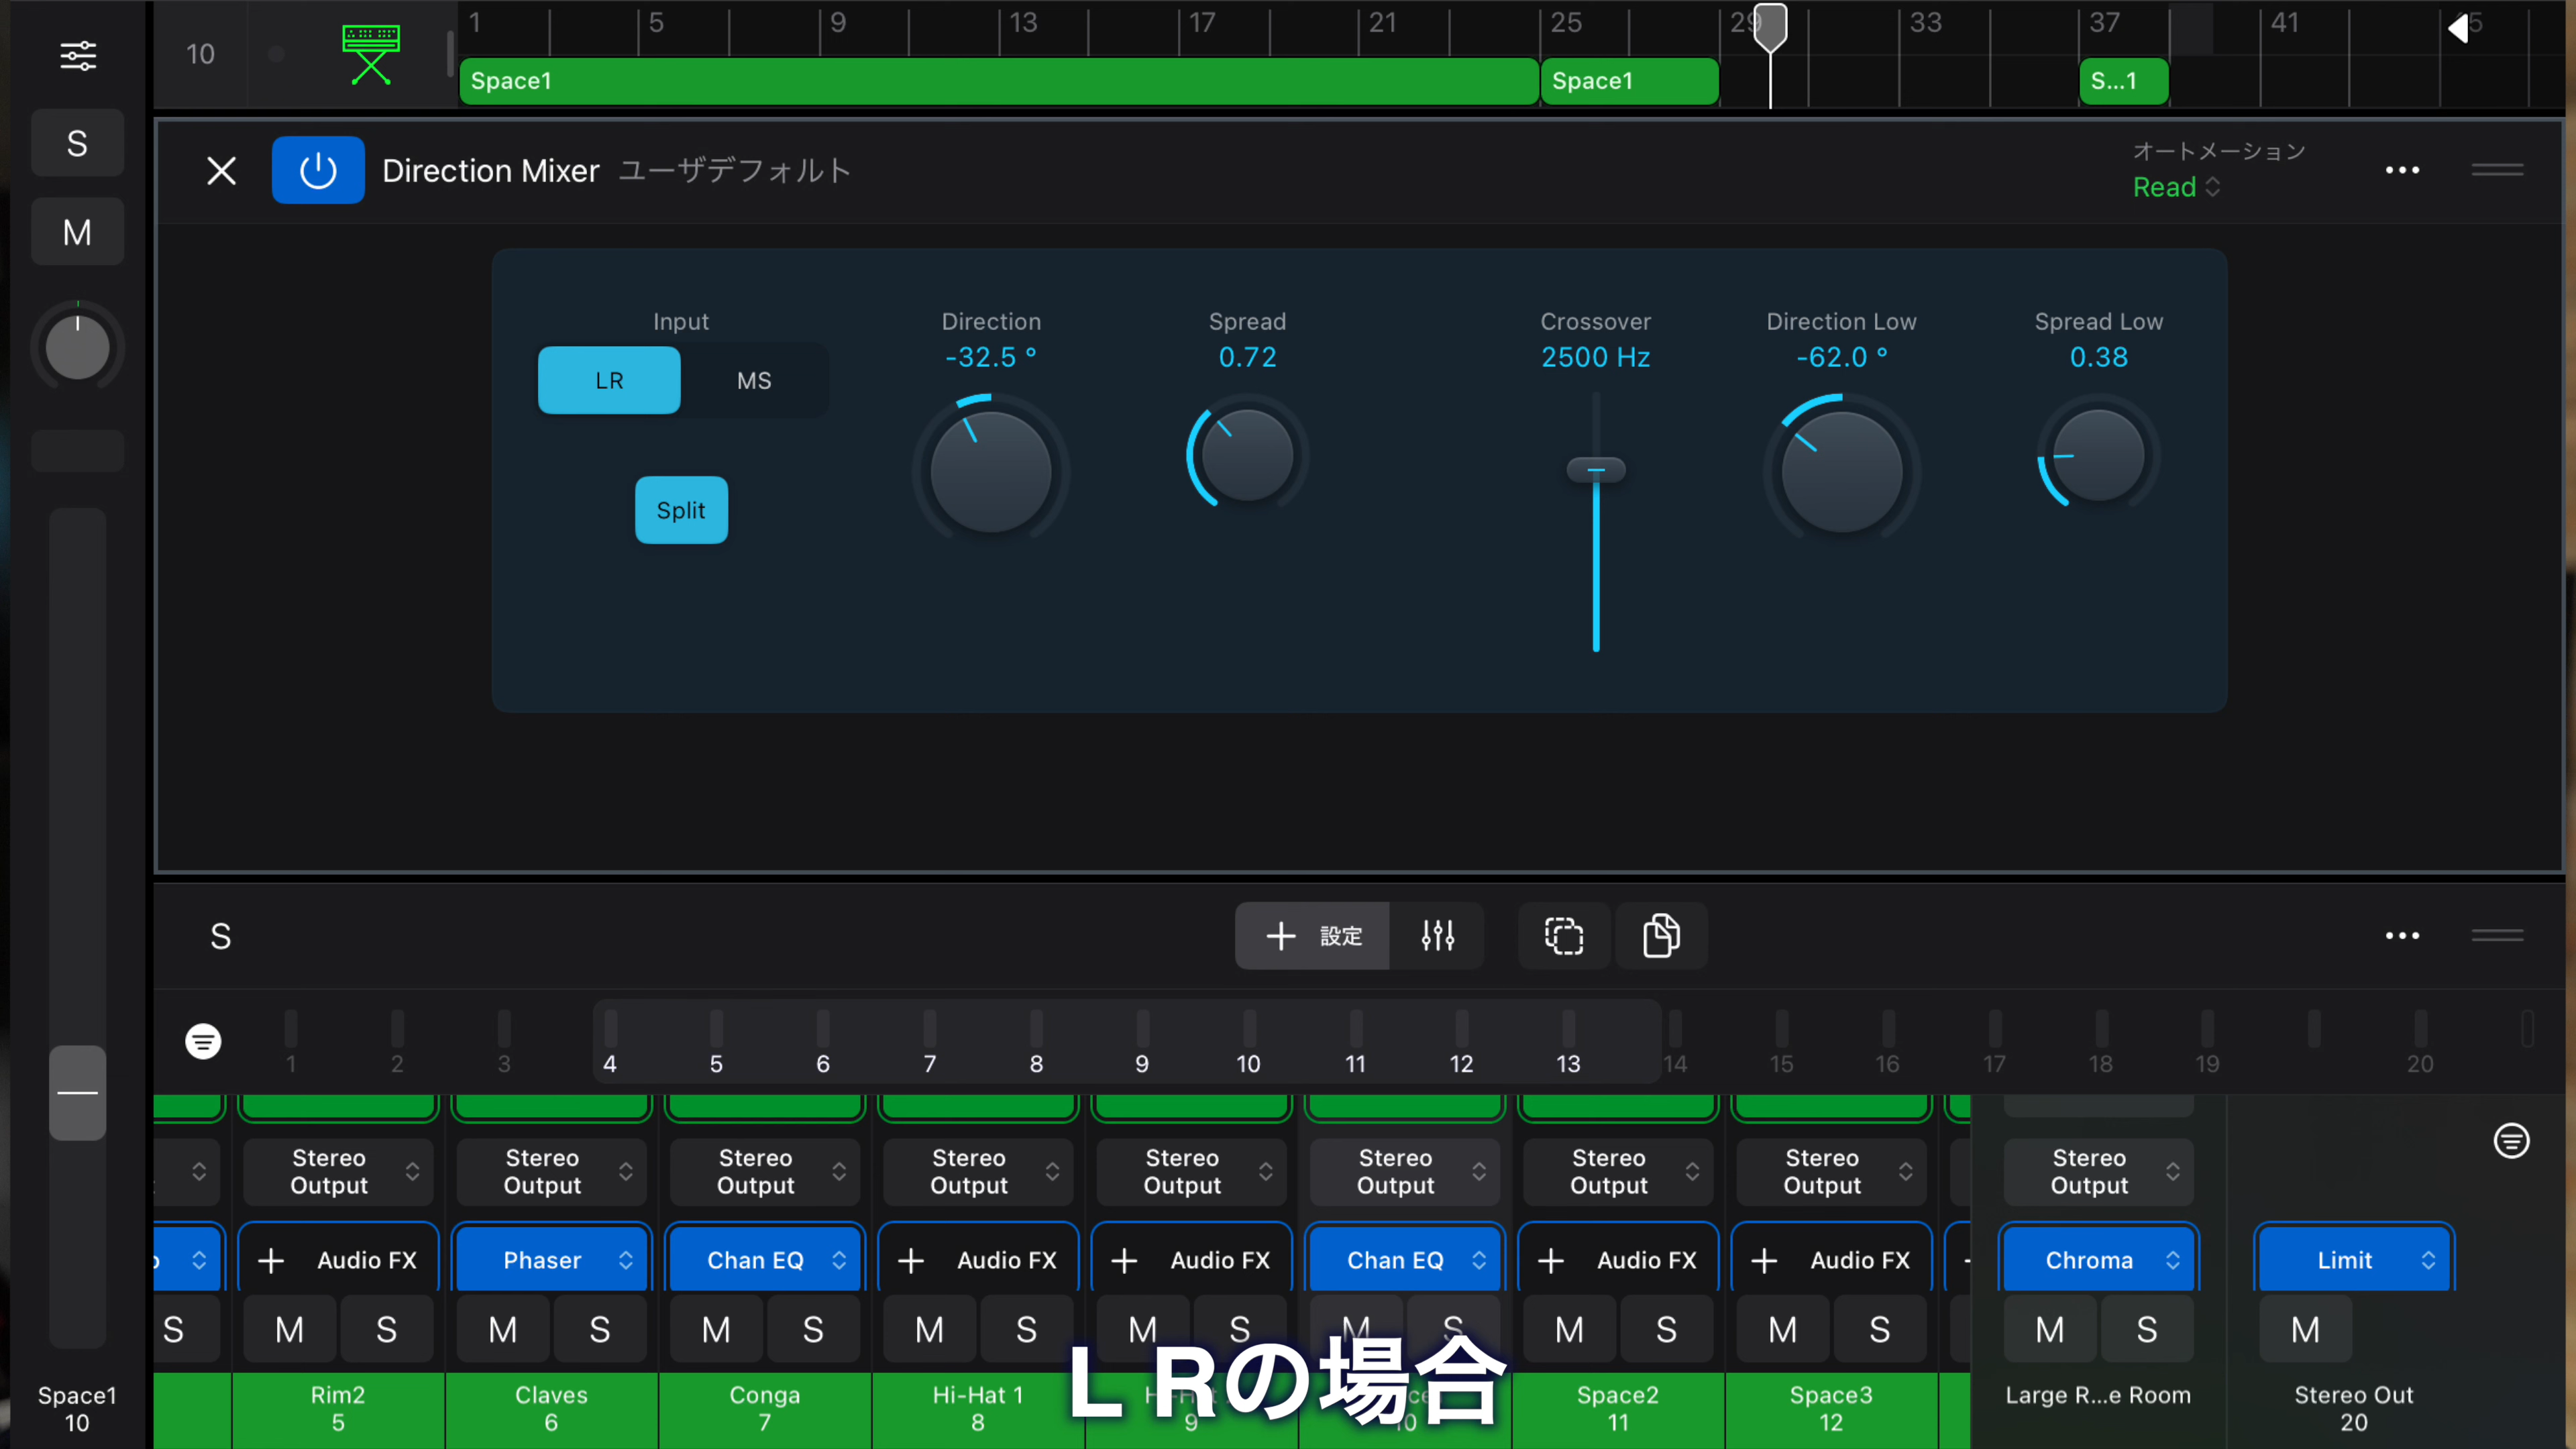 10
1 5 9 13 17 21 25 29 33 37 41
Space1 Space1 S...1
S
M
Direction Mixer ユーザデフォルト
オートメーション
Read
Input Direction Spread Crossover Direction Low Spread Low
-32.5 ° 0.72 2500 Hz -62.0 ° 0.38
LR MS
Split
S
設定
1 2 3 4 5 6 7 8 9 10 11 12 13 14 15 16 17 18 19 20
Stereo Stereo Stereo Stereo Stereo Stereo Stereo Stereo Stereo
Output Output Output Output Output Output Output Output Output
Audio FX Phaser Chan EQ Audio FX Audio FX Chan EQ Audio FX Audio FX Chroma Limit
S M S M S M S M S M S M S M S M S M S M
L Rの場合
Space1 Rim2 Claves Conga Hi-Hat 1 Space2 Space3 Large R...e Room Stereo Out
10 5 6 7 8 9 10 11 12 20